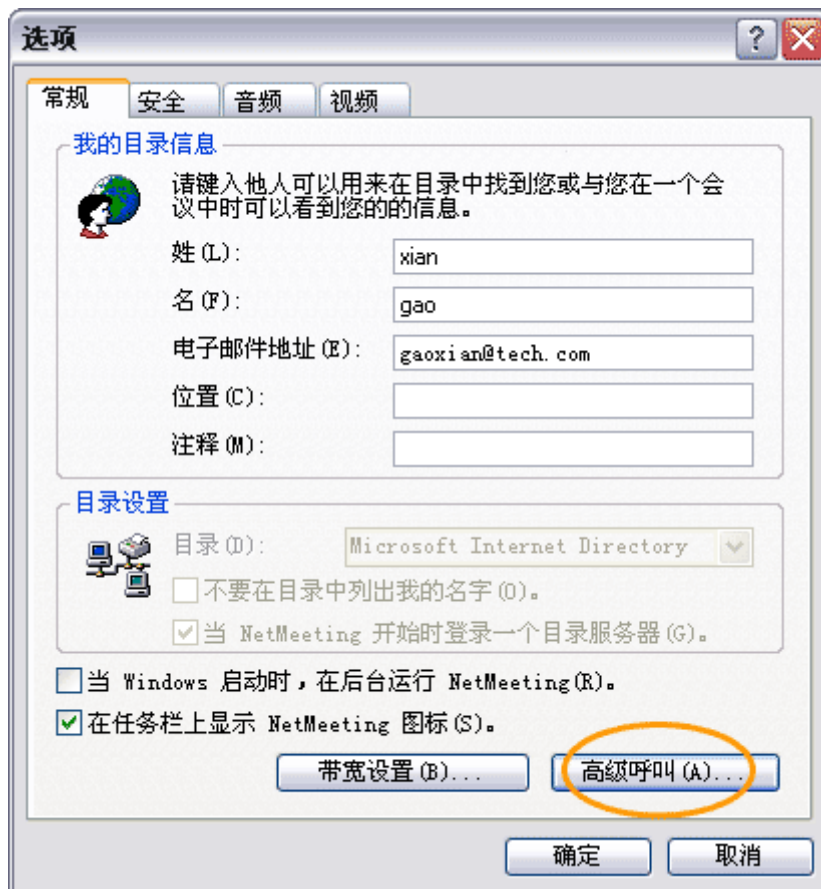 选项
常规 安全 音频 视频
我的目录信息
请键入他人可以用来在目录中找到您或与您在一个会
议中时可以看到您的的信息。
姓(L): xian
名(F): gao
电子邮件地址(E): gaoxian@tech.com
位置(C):
注释(M):
目录设置
目录(D): Microsoft Internet Directory
不要在目录中列出我的名字(O)。
当 NetMeeting 开始时登录一个目录服务器(G)。
当 Windows 启动时，在后台运行 NetMeeting(R)。
在任务栏上显示 NetMeeting 图标(S)。
带宽设置(B)... 高级呼叫(A)...
确定 取消